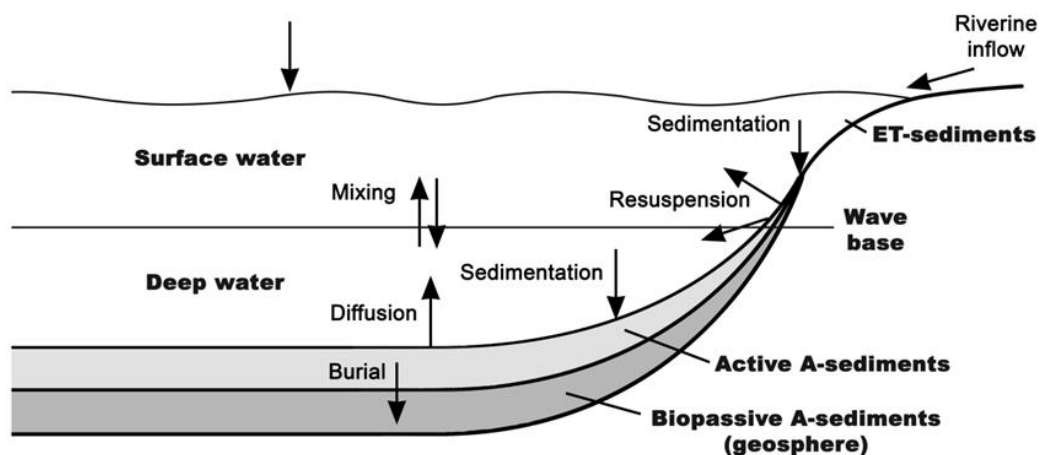 Riverine
inflow
Sedimentation
ET-sediments
Surface water
Mixing
Resuspension
Wave
base
Sedimentation
Deep water
Diffusion
Burial
Active A-sediments
Biopassive A-sediments
(geosphere)